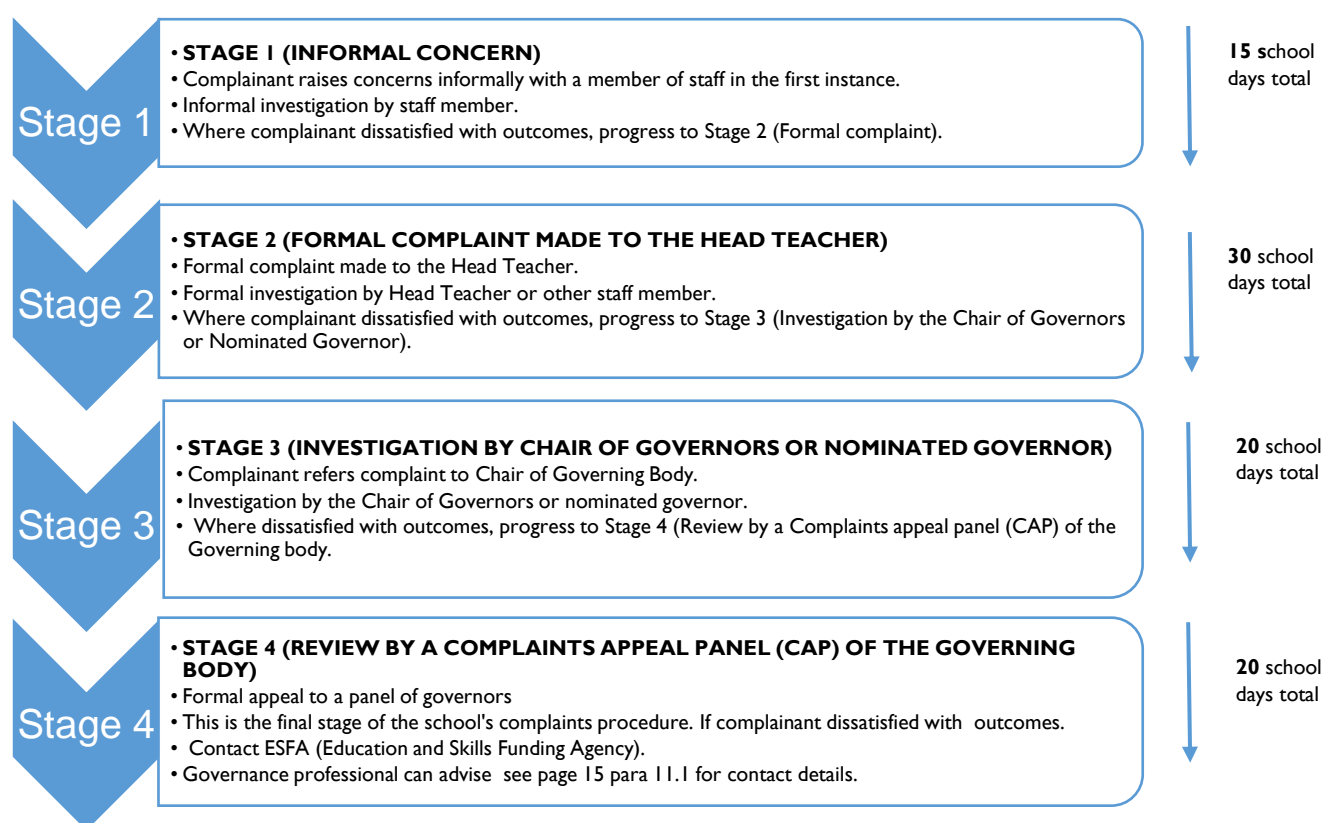 Stage 1
• STAGE 1 (INFORMAL CONCERN)
• Complainant raises concerns informally with a member of staff in the first instance.
• Informal investigation by staff member.
• Where complainant dissatisfied with outcomes, progress to Stage 2 (Formal complaint).
15 school
days total
Stage 2
• STAGE 2 (FORMAL COMPLAINT MADE TO THE HEAD TEACHER)
• Formal complaint made to the Head Teacher.
• Formal investigation by Head Teacher or other staff member.
• Where complainant dissatisfied with outcomes, progress to Stage 3 (Investigation by the Chair of Governors
or Nominated Governor).
30 school
days total
Stage 3
• STAGE 3 (INVESTIGATION BY CHAIR OF GOVERNORS OR NOMINATED GOVERNOR)
• Complainant refers complaint to Chair of Governing Body.
• Investigation by the Chair of Governors or nominated governor.
• Where dissatisfied with outcomes, progress to Stage 4 (Review by a Complaints appeal panel (CAP) of the
Governing body.
20 school
days total
Stage 4
• STAGE 4 (REVIEW BY A COMPLAINTS APPEAL PANEL (CAP) OF THE GOVERNING
BODY)
• Formal appeal to a panel of governors
• This is the final stage of the school's complaints procedure. If complainant dissatisfied with outcomes.
• Contact ESFA (Education and Skills Funding Agency).
• Governance professional can advise see page 15 para 11.1 for contact details.
20 school
days total